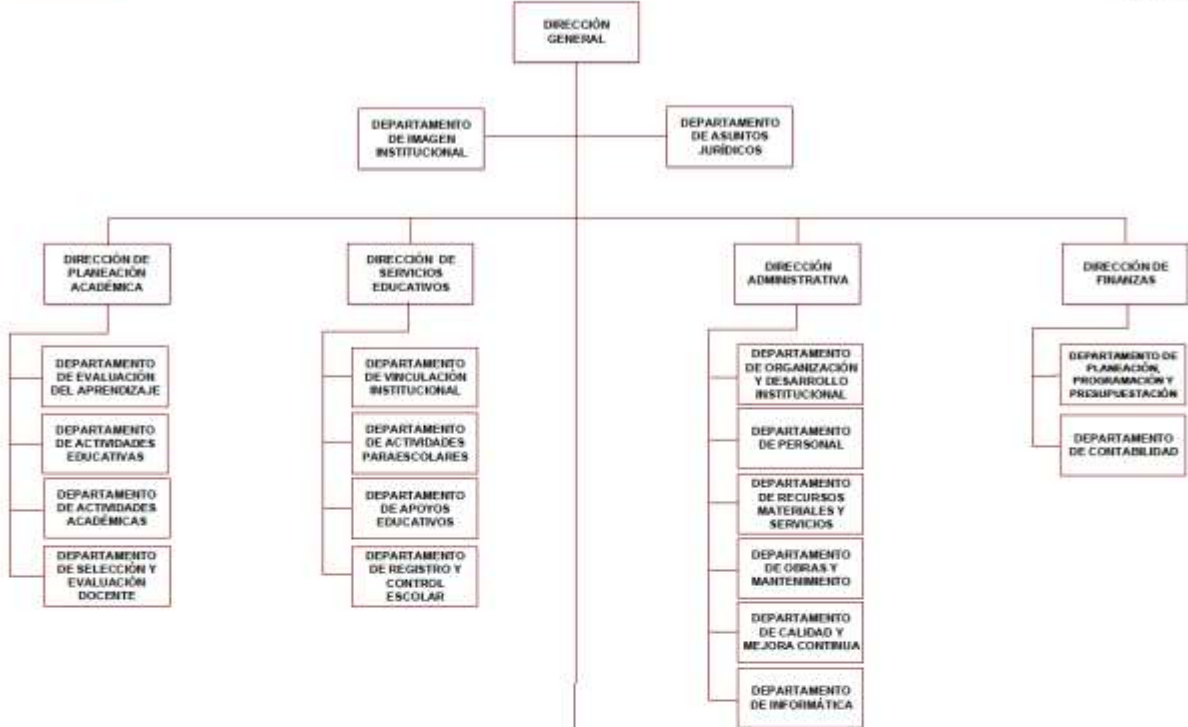 DIRECCIÓN
GENERAL
DEPARTAMENTO
DE IMAGEN
INSTITUCIONAL
DEPARTAMENTO
DE ASUNTOS
JURÍDICOS
DIRECCIÓN DE
PLANEACIÓN
ACADÉMICA
DIRECCIÓN DE
SERVICIOS
EDUCATIVOS
DIRECCIÓN
ADMINISTRATIVA
DIRECCIÓN DE
FINANZAS
DEPARTAMENTO
DE EVALUACIÓN
DEL APRENDIZAJE
DEPARTAMENTO
DE ACTIVIDADES
EDUCATIVAS
DEPARTAMENTO
DE ACTIVIDADES
ACADÉMICAS
DEPARTAMENTO
DE SELECCIÓN Y
EVALUACIÓN
DOCENTE
DEPARTAMENTO
DE VINCULACIÓN
INSTITUCIONAL
DEPARTAMENTO
DE ACTIVIDADES
PARAESCOLARES
DEPARTAMENTO
DE APOYOS
EDUCATIVOS
DEPARTAMENTO
DE REGISTRO Y
CONTROL
ESCOLAR
DEPARTAMENTO
DE ORGANIZACIÓN
Y DESARROLLO
INSTITUCIONAL
DEPARTAMENTO
DE PERSONAL
DEPARTAMENTO
DE RECURSOS
MATERIALES Y
SERVICIOS
DEPARTAMENTO
DE OBRAS Y
MANTENIMIENTO
DEPARTAMENTO
DE CALIDAD Y
MEJORA CONTINUA
DEPARTAMENTO
DE INFORMÁTICA
DEPARTAMENTO DE
PLANEACIÓN,
PROGRAMACIÓN Y
PRESUPUESTACIÓN
DEPARTAMENTO
DE CONTABILIDAD